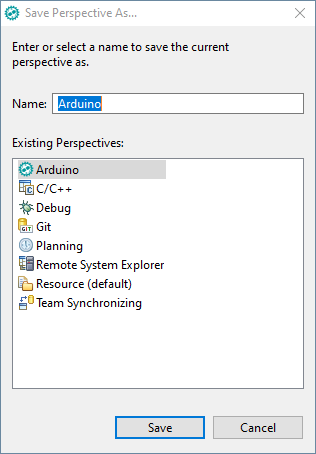 Save Perspective As...
Enter or select a name to save the current
perspective as.
Name: Arduino
Existing Perspectives:
Arduino
C/C++
Debug
Git
Planning
Remote System Explorer
Resource (default)
Team Synchronizing
Save Cancel